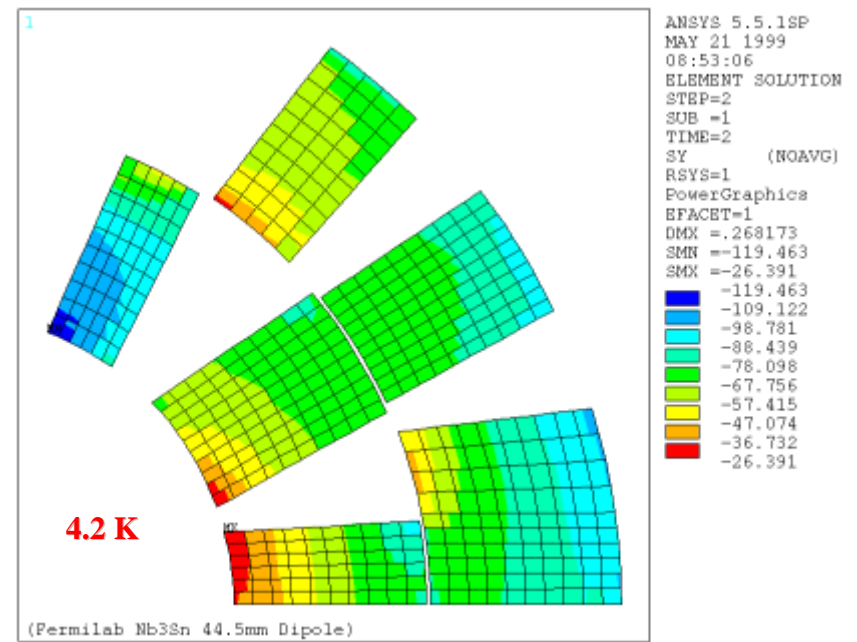 1
ANSYS 5.5.1SP
MAY 21 1999
08:53:06
ELEMENT SOLUTION
STEP=2
SUB =1
TIME=2
SY (NOAVG)
RSYS=1
PowerGraphics
EFACET=1
DMX =.268173
SMN =-119.463
SMX =-26.391
-119.463
-109.122
-98.781
-88.439
-78.098
-67.756
-57.415
-47.074
-36.732
-26.391
4.2 K
MX
(Fermilab Nb3Sn 44.5mm Dipole)